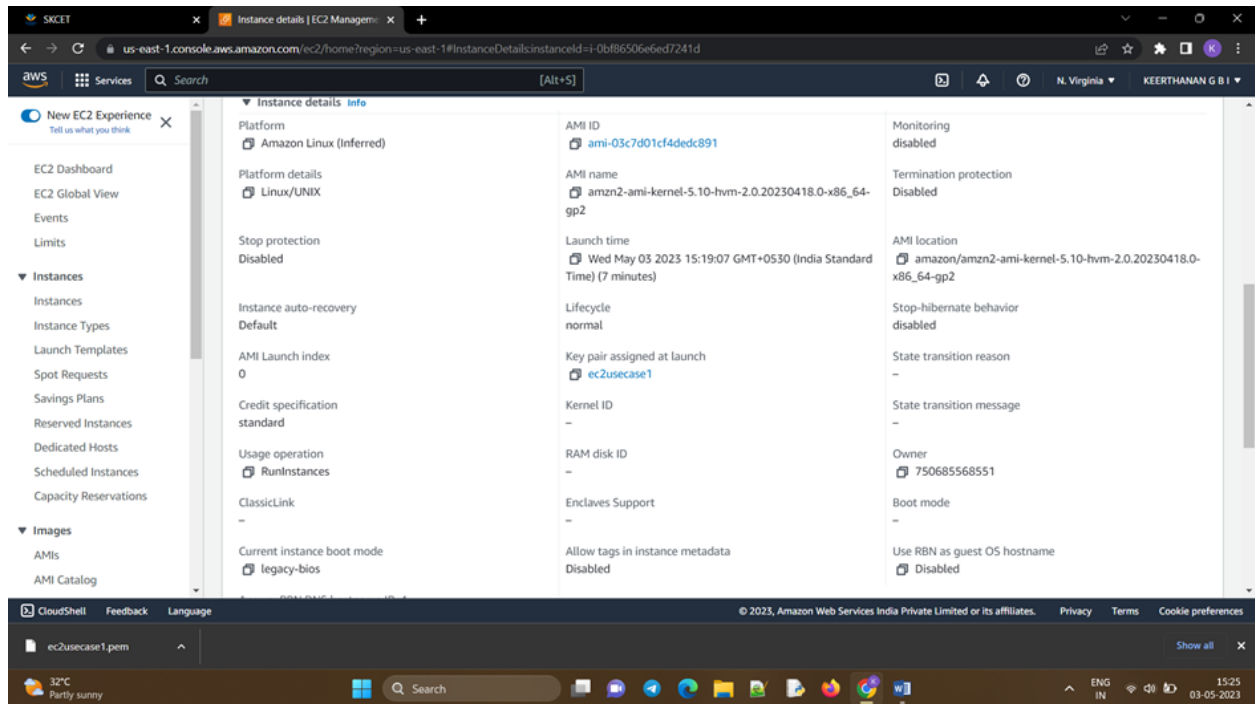 SKCET
Instance details | EC2 Manageme
us-east-1.console.aws.amazon.com/ec2/home?region=us-east-1#InstanceDetails:instanceId=i-0bf86506e6ed7241d
K
aws
Services
Search
[Alt+S]
N. Virginia
KEERTHANAN G B I
New EC2 Experience
Tell us what you think
EC2 Dashboard
EC2 Global View
Events
Limits
Instances
Instances
Instance Types
Launch Templates
Spot Requests
Savings Plans
Reserved Instances
Dedicated Hosts
Scheduled Instances
Capacity Reservations
Images
AMIs
AMI Catalog
Instance details Info
Platform
Amazon Linux (Inferred)
AMI ID
ami-03c7d01cf4dedc891
Monitoring
disabled
Platform details
Linux/UNIX
AMI name
amzn2-ami-kernel-5.10-hvm-2.0.20230418.0-x86_64-
gp2
Termination protection
Disabled
Stop protection
Disabled
Launch time
Wed May 03 2023 15:19:07 GMT+0530 (India Standard
Time) (7 minutes)
AMI location
amazon/amzn2-ami-kernel-5.10-hvm-2.0.20230418.0-
x86_64-gp2
Instance auto-recovery
Default
Lifecycle
normal
Stop-hibernate behavior
disabled
AMI Launch index
0
Key pair assigned at launch
ec2usecase1
State transition reason
–
Credit specification
standard
Kernel ID
–
State transition message
–
Usage operation
RunInstances
RAM disk ID
–
Owner
750685568551
ClassicLink
–
Enclaves Support
–
Boot mode
–
Current instance boot mode
legacy-bios
Allow tags in instance metadata
Disabled
Use RBN as guest OS hostname
Disabled
CloudShell
Feedback
Language
© 2023, Amazon Web Services India Private Limited or its affiliates.
Privacy
Terms
Cookie preferences
ec2usecase1.pem
Show all
32°C
Partly sunny
Search
ENG
IN
15:25
03-05-2023